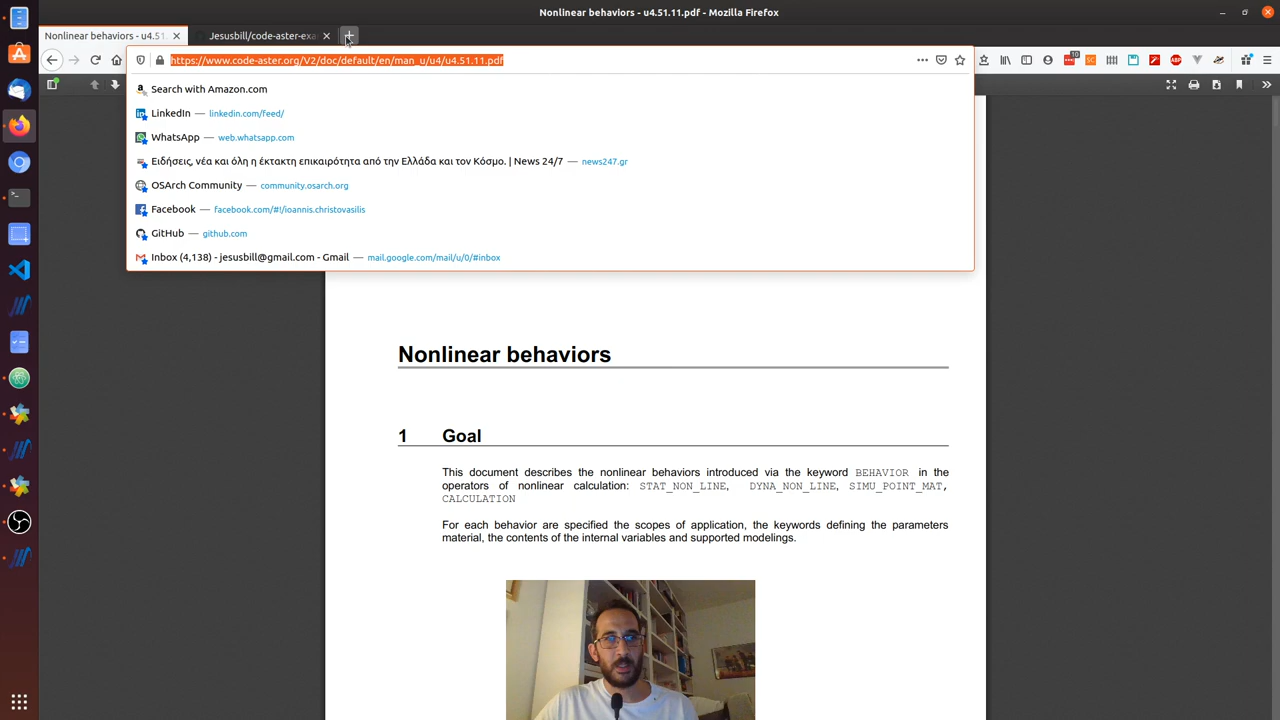 Nonlinear behaviors - u4.51.11.pdf - Mozilla Firefox
Nonlinear behaviors - u4.51
Jesusbill/code-aster-exa
https://www.code-aster.org/V2/doc/default/en/man_u/u4/u4.51.11.pdf
10
Search with Amazon.com
LinkedIn — linkedin.com/feed/
WhatsApp — web.whatsapp.com
Ειδήσεις, νέα και όλη η έκτακτη επικαιρότητα από την Ελλάδα και τον Κόσμο. | News 24/7 — news247.gr
OSArch Community — community.osarch.org
Facebook — facebook.com/#!/ioannis.christovasilis
GitHub — github.com
Inbox (4,138) - jesusbill@gmail.com - Gmail — mail.google.com/mail/u/0/#inbox
Nonlinear behaviors
1 Goal
This document describes the nonlinear behaviors introduced via the keyword BEHAVIOR in the
operators of nonlinear calculation: STAT_NON_LINE, DYNA_NON_LINE, SIMU_POINT_MAT,
CALCULATION
For each behavior are specified the scopes of application, the keywords defining the parameters
material, the contents of the internal variables and supported modelings.